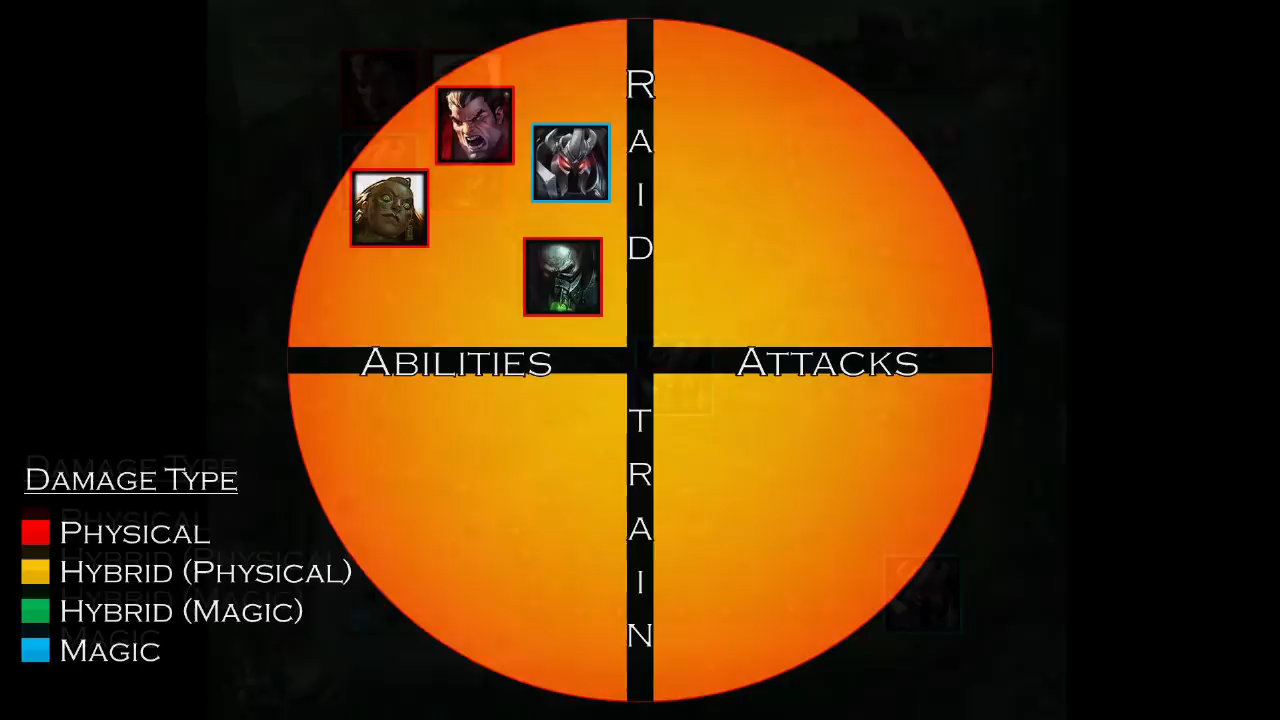 RAID
ABILITIES
ATTACKS
TRAIN
DAMAGE TYPE
PHYSICAL
HYBRID (PHYSICAL)
HYBRID (MAGIC)
MAGIC